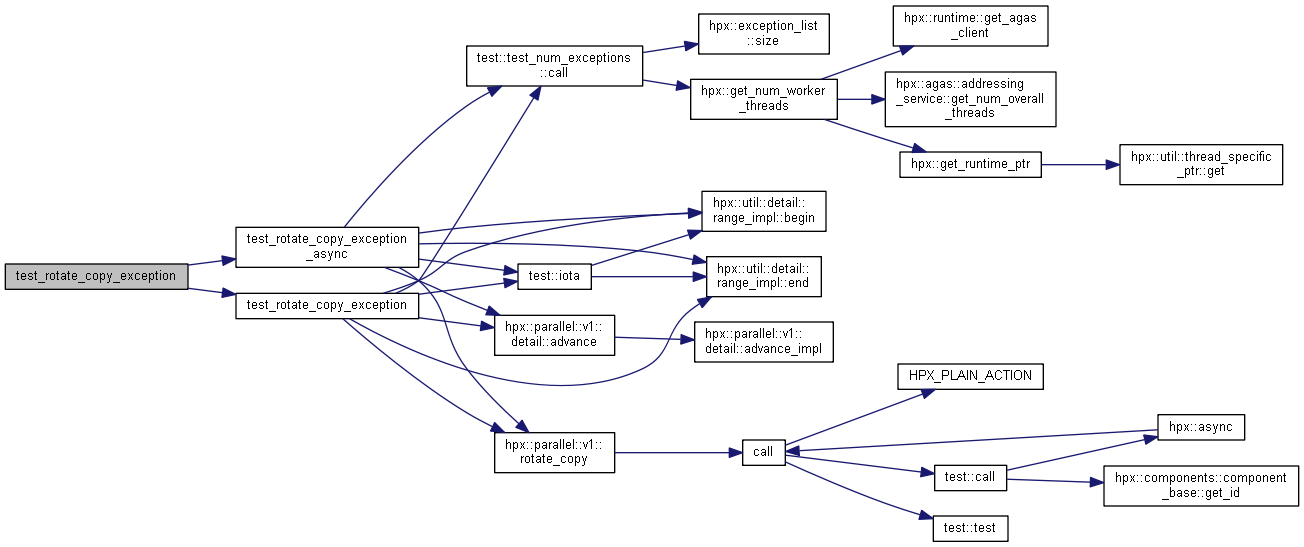 test_rotate_copy_exception
test_rotate_copy_exception
_async
test_rotate_copy_exception
test::test_num_exceptions
::call
test::iota
hpx::parallel::v1::
detail::advance
hpx::parallel::v1::
rotate_copy
hpx::exception_list
::size
hpx::get_num_worker
_threads
hpx::util::detail::
range_impl::begin
hpx::util::detail::
range_impl::end
hpx::parallel::v1::
detail::advance_impl
call
hpx::runtime::get_agas
_client
hpx::agas::addressing
_service::get_num_overall
_threads
hpx::get_runtime_ptr
HPX_PLAIN_ACTION
test::call
test::test
hpx::util::thread_specific
_ptr::get
hpx::async
hpx::components::component
_base::get_id